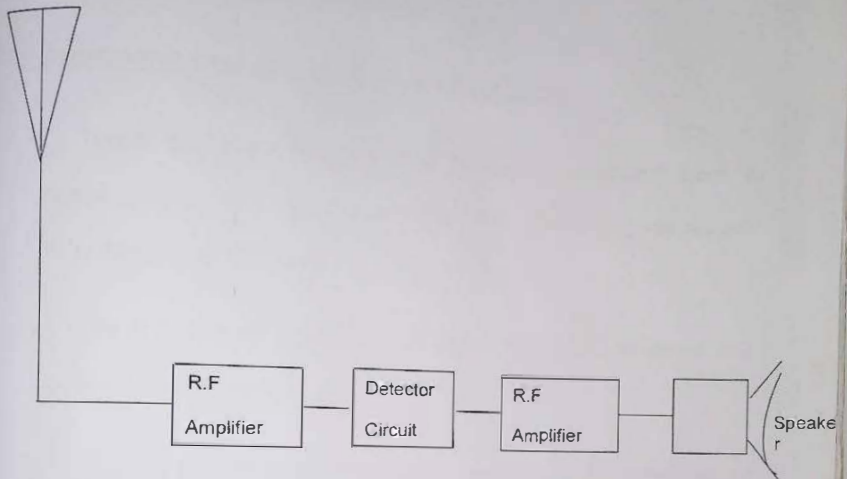 R.F
Amplifier
Detector
Circuit
R.F
Amplifier
Speake
r